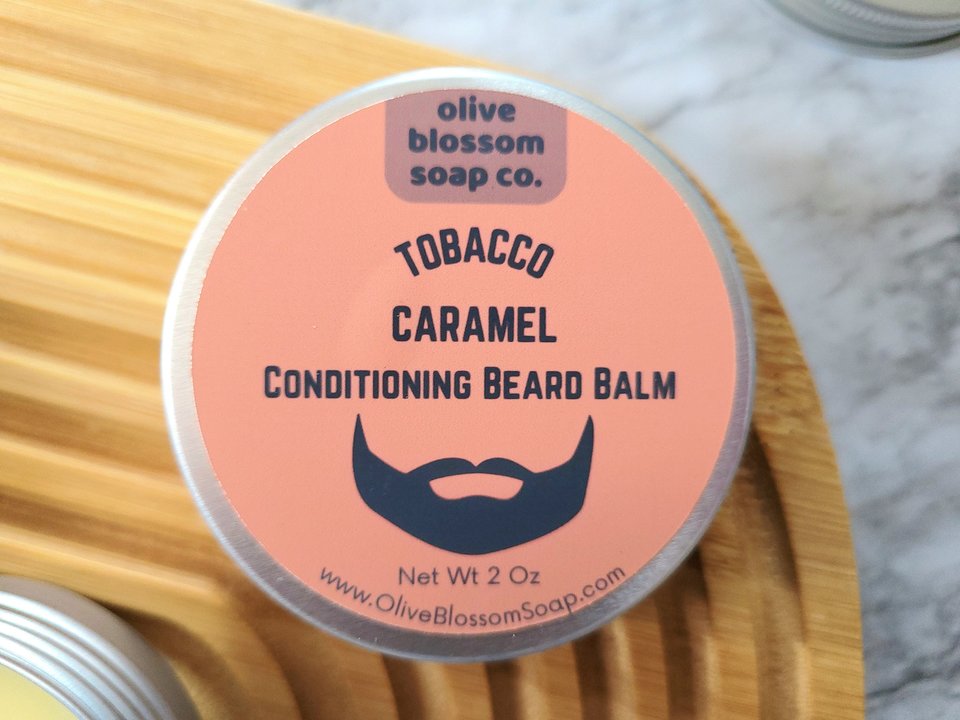 olive
blossom
soap co.
TOBACCO
CARAMEL
CONDITIONING BEARD BALM
Net Wt 2 Oz
www.OliveBlossomSoap.com